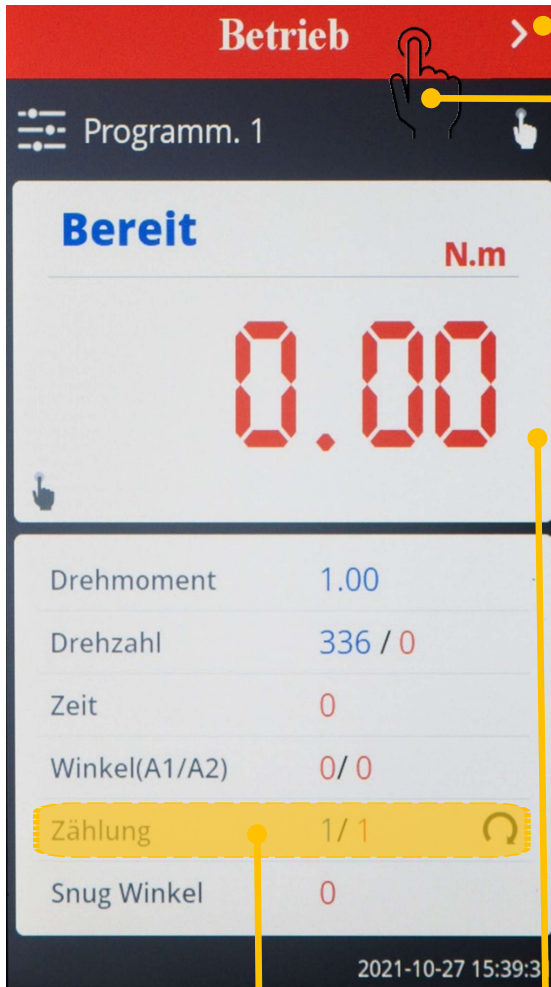 Betrieb >
Programm. 1
Bereit
N.m
0.00
Drehmoment 1.00
Drehzahl 336 / 0
Zeit 0
Winkel(A1/A2) 0/ 0
Zählung 1/ 1
Snug Winkel 0
2021-10-27 15:39:3